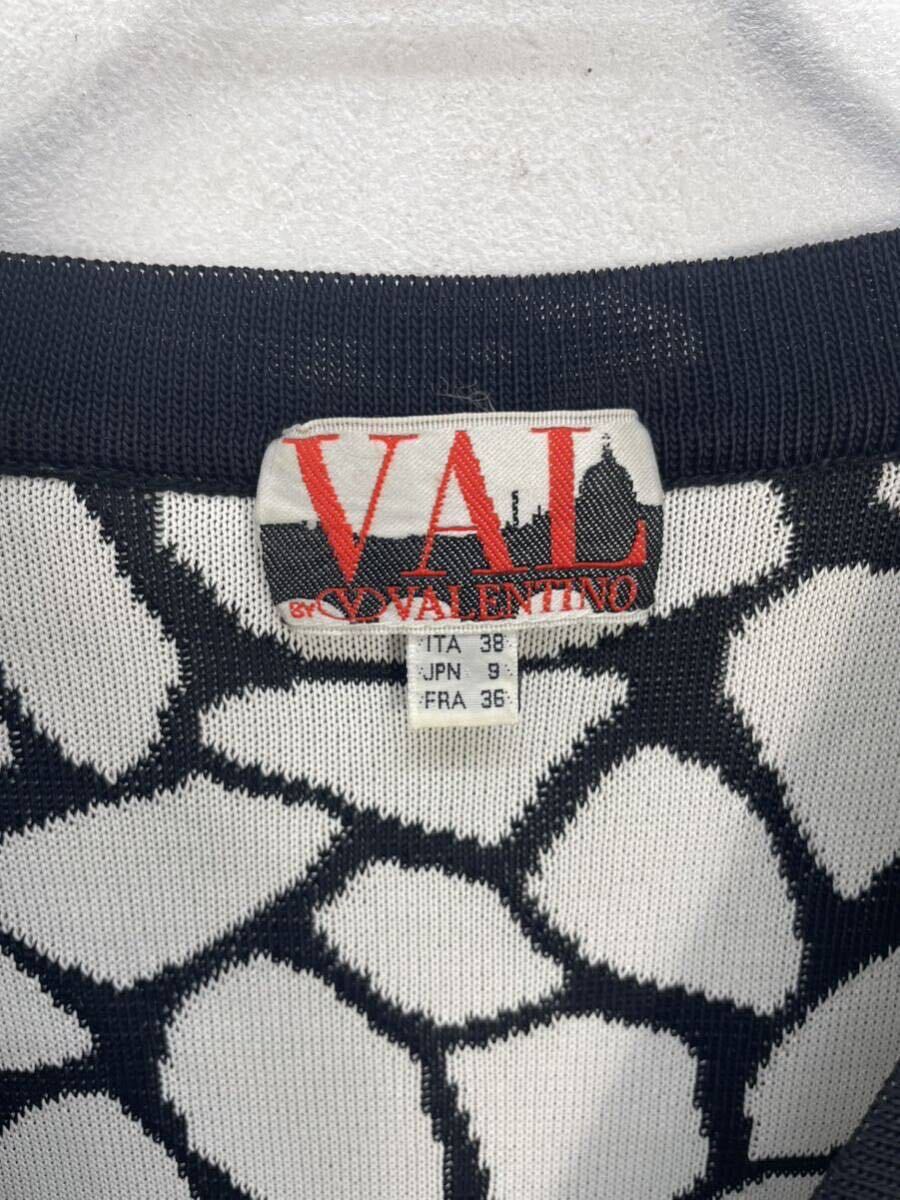 VAL
BY V VALENTINO
ITA 38
JPN 9
FRA 36